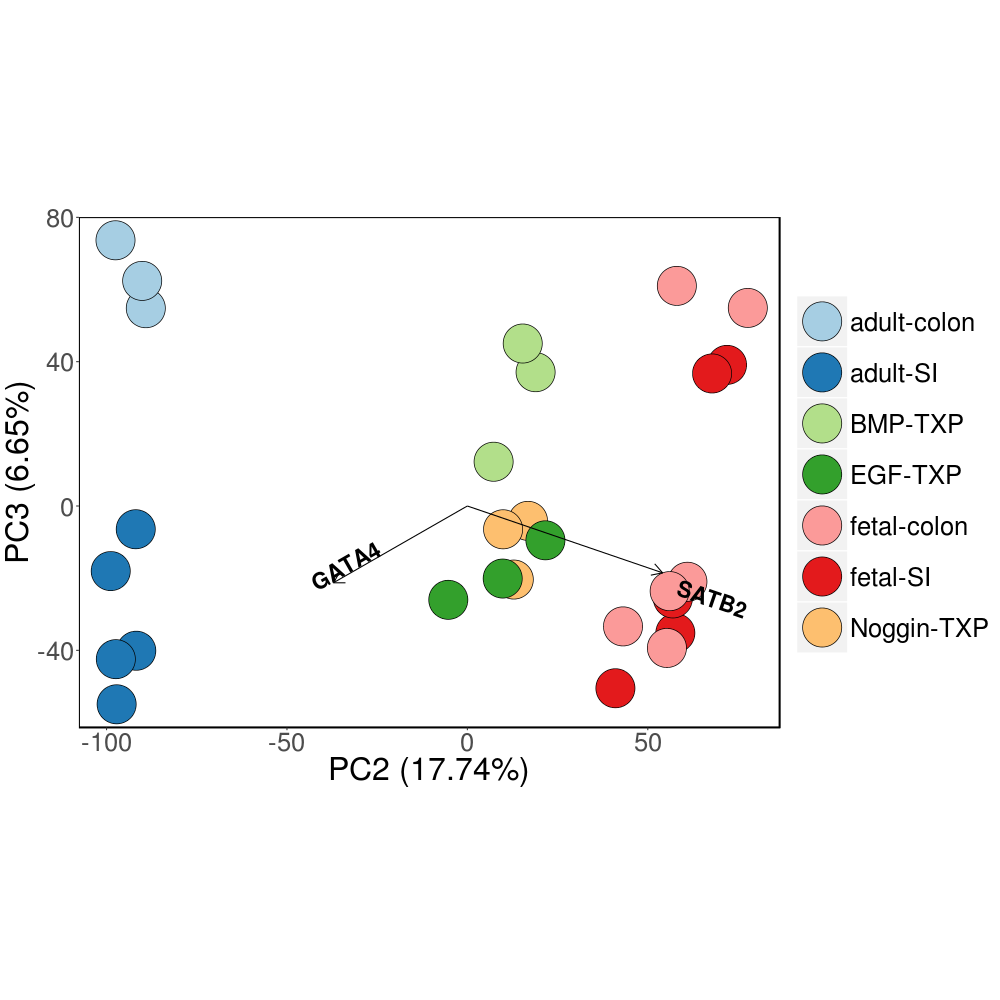 80
40
0
-40
PC3 (6.65%)
-100
-50
0
50
PC2 (17.74%)
GATA4
SATB2
adult-colon
adult-SI
BMP-TXP
EGF-TXP
fetal-colon
fetal-SI
Noggin-TXP